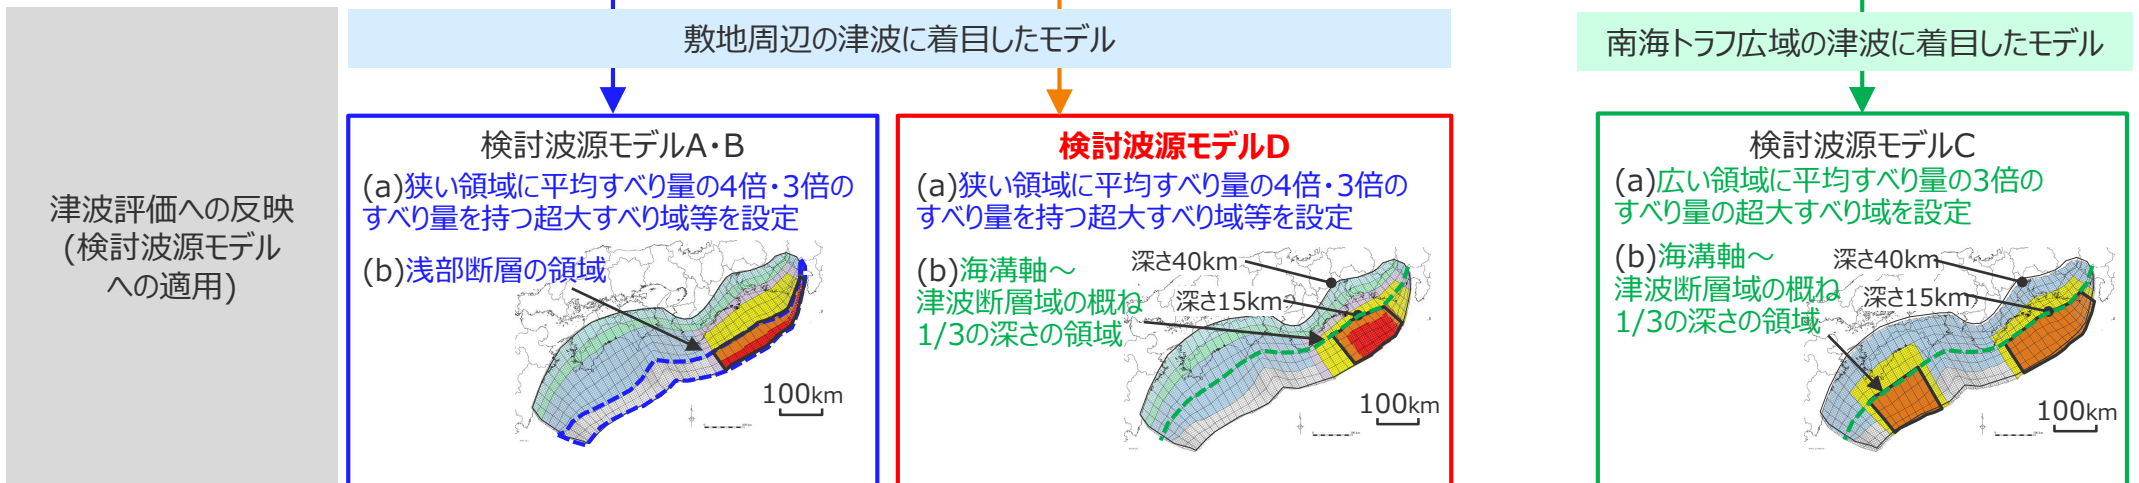 敷地周辺の津波に着目したモデル
南海トラフ広域の津波に着目したモデル
津波評価への反映
(検討波源モデル
への適用)
検討波源モデルA・B
(a)狭い領域に平均すべり量の4倍・3倍の
すべり量を持つ超大すべり域等を設定
(b)浅部断層の領域
100km
検討波源モデルD
(a)狭い領域に平均すべり量の4倍・3倍の
すべり量を持つ超大すべり域等を設定
(b)海溝軸～
津波断層域の概ね
1/3の深さの領域
深さ40km
深さ15km
100km
検討波源モデルC
(a)広い領域に平均すべり量の3倍の
すべり量の超大すべり域を設定
(b)海溝軸～
津波断層域の概ね
1/3の深さの領域
深さ40km
深さ15km
100km